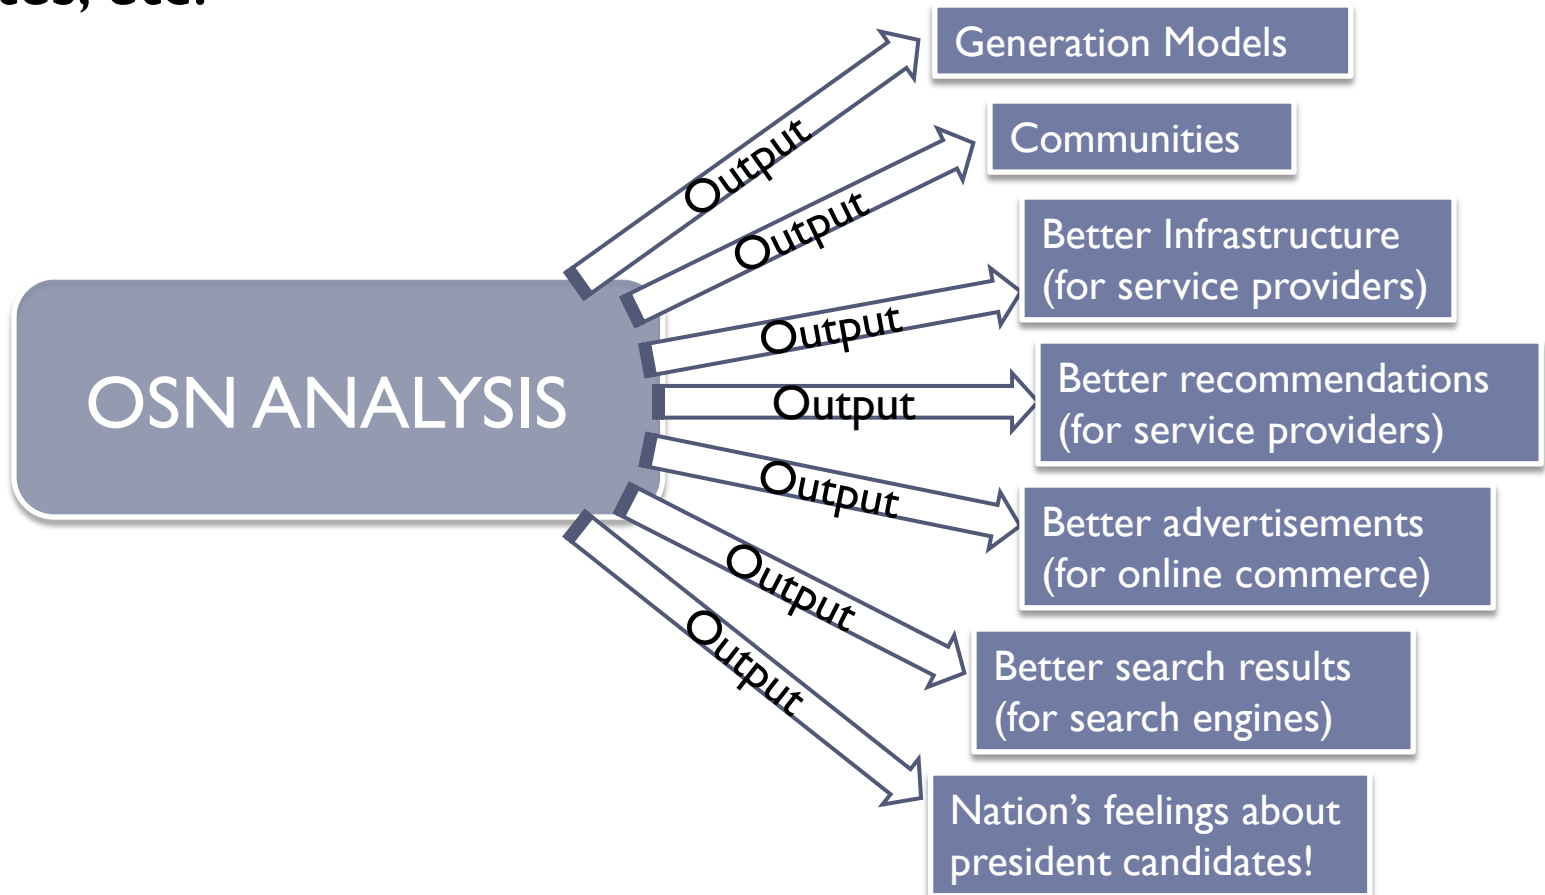 etc.
Generation Models
Output
Communities
Output
Better Infrastructure
(for service providers)
Output
OSN ANALYSIS
Better recommendations
(for service providers)
Output
Better advertisements
(for online commerce)
Output
Better search results
(for search engines)
Output
Nation's feelings about
president candidates!
Output